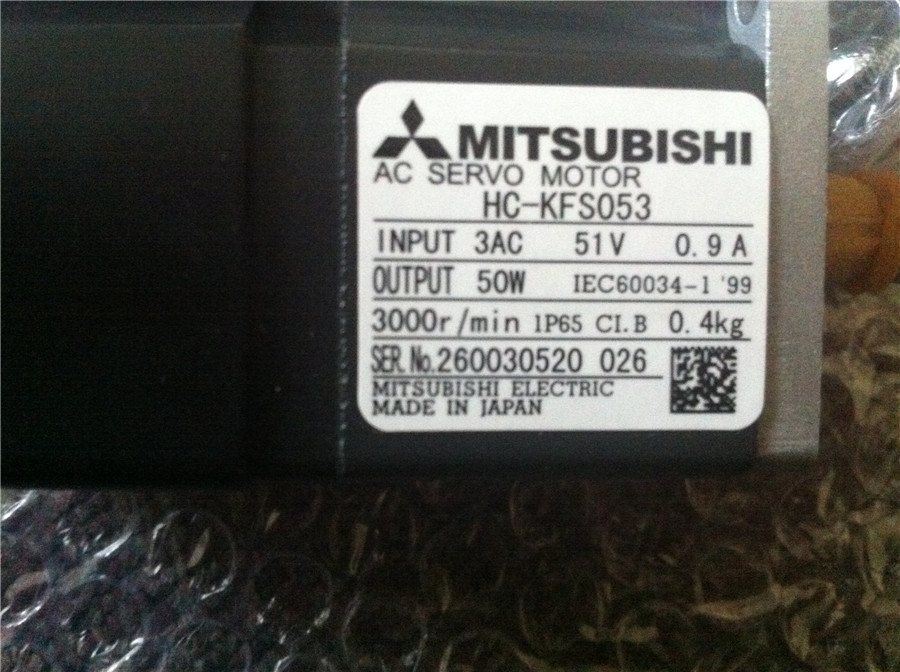 MITSUBISHI
AC SERVO MOTOR
HC-KFS053
INPUT 3AC 51V 0.9A
OUTPUT 50W IEC60034-1 '99
3000r/min IP65 CI.B 0.4kg
SER.No.260030520 026
MITSUBISHI ELECTRIC
MADE IN JAPAN